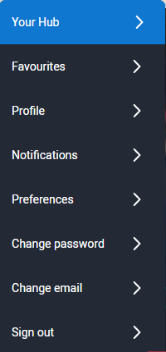 Your Hub
Favourites
Profile
Notifications
Preferences
Change password
Change email
Sign out